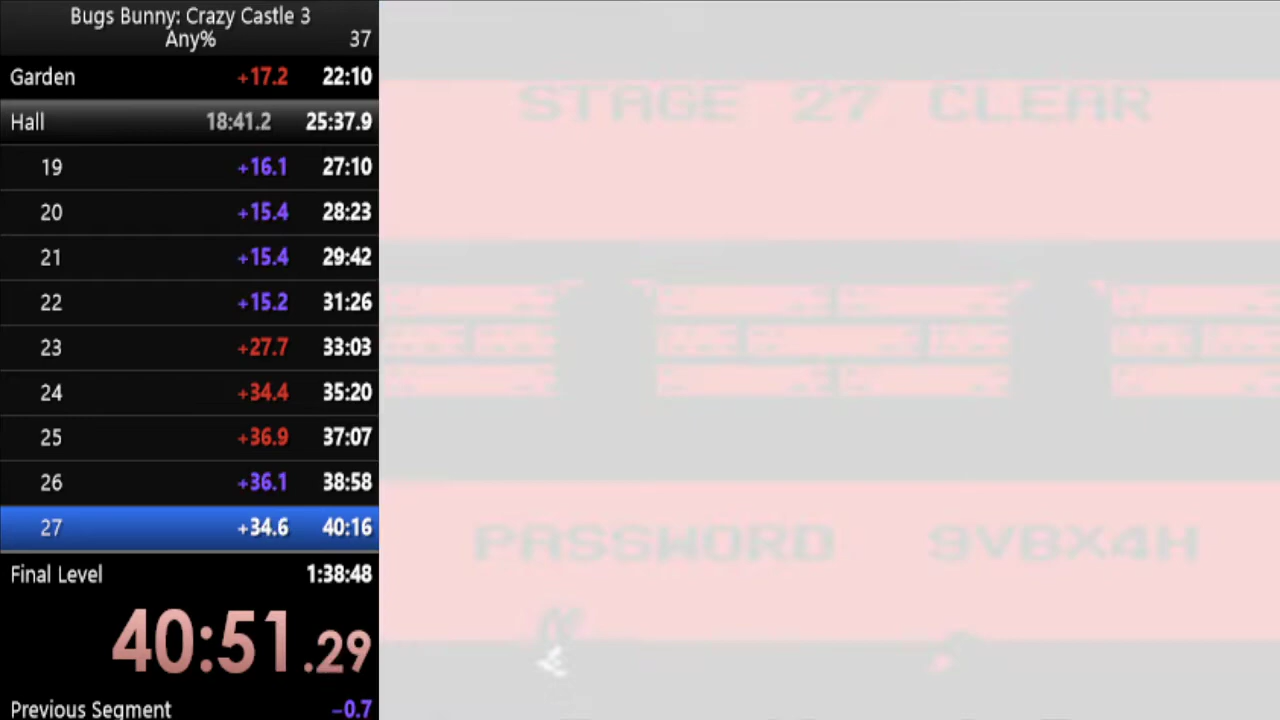 Bugs Bunny: Crazy Castle 3
Any% 37
Garden +17.2 22:10
Hall 18:41.2 25:37.9
19 +16.1 27:10
20 +15.4 28:23
21 +15.4 29:42
22 +15.2 31:26
23 +27.7 33:03
24 +34.4 35:20
25 +36.9 37:07
26 +36.1 38:58
27 +34.6 40:16
Final Level 1:38:48
40:51.29
Previous Segment -0.7
STAGE 27 CLEAR
PASSWORD 9VBX4H